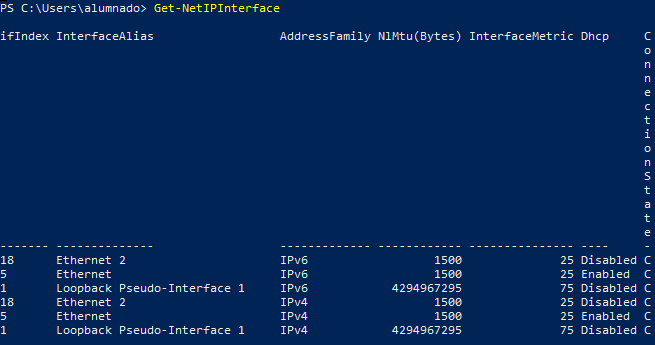 PS C:\Users\alumnado> Get-NetIPInterface
ifIndex InterfaceAlias                  AddressFamily NlMtu(Bytes) InterfaceMetric Dhcp     C
o
n
n
e
c
t
i
o
n
S
t
a
t
e
------- --------------                  ------------- ------------ --------------- ----     -
18      Ethernet 2                      IPv6                  1500              25 Disabled C
5       Ethernet                        IPv6                  1500              25 Enabled  C
1       Loopback Pseudo-Interface 1     IPv6            4294967295              75 Disabled C
18      Ethernet 2                      IPv4                  1500              25 Disabled C
5       Ethernet                        IPv4                  1500              25 Enabled  C
1       Loopback Pseudo-Interface 1     IPv4            4294967295              75 Disabled C